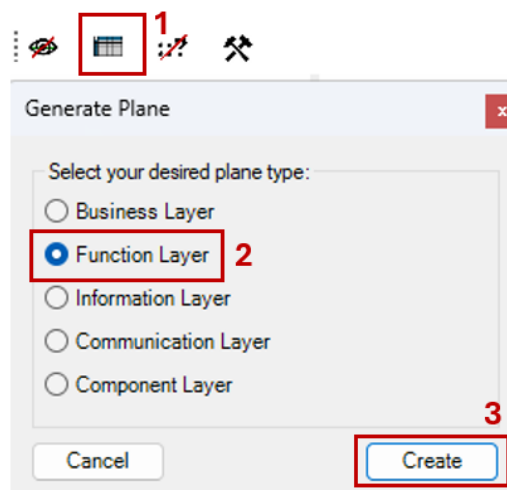 1
Generate Plane
x
Select your desired plane type:
Business Layer
Function Layer 2
Information Layer
Communication Layer
Component Layer
3
Cancel Create